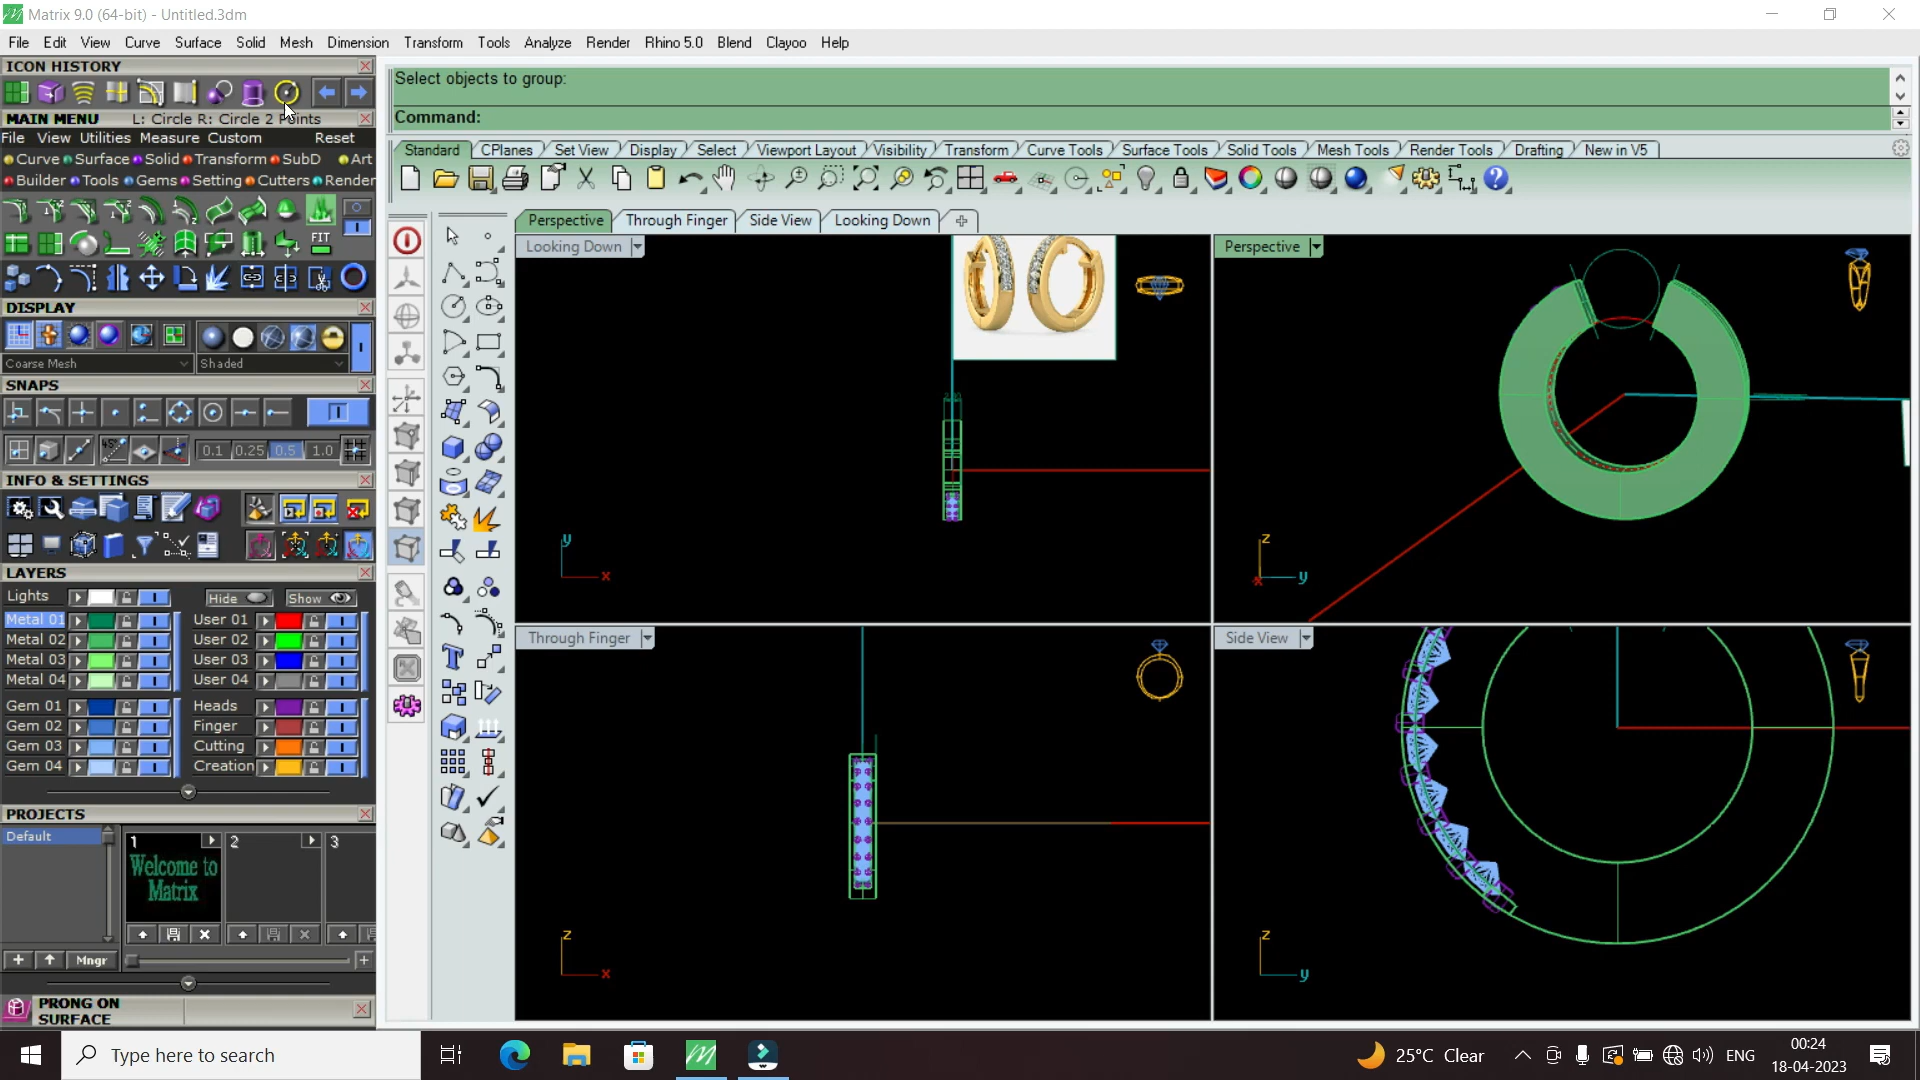 Matrix 9.0 (64-bit) - Untitled.3dm
File Edit View Curve Surface Solid Mesh Dimension Transform Tools Analyze Render Rhino 5.0 Blend Clayoo Help
ICON HISTORY
Select objects to group:
Command:
MAIN MENU L: Circle R: Circle 2 Points
File View Utilities Measure Custom Reset
Curve Surface Solid Transform SubD Art
Builder Tools Gems Setting Cutters Render
Standard CPlanes Set View Display Select Viewport Layout Visibility Transform Curve Tools Surface Tools Solid Tools Mesh Tools Render Tools Drafting New in V5
FIT
Perspective Through Finger Side View Looking Down
Looking Down
Perspective
DISPLAY
Coarse Mesh Shaded
SNAPS
45°
0.1 0.25 0.5 1.0
INFO & SETTINGS
LAYERS
Lights Hide Show
Metal 01 User 01
Metal 02 User 02
Metal 03 User 03
Metal 04 User 04
Gem 01 Heads
Gem 02 Finger
Gem 03 Cutting
Gem 04 Creation
y
x
z
x y
Through Finger
Side View
z
x
z
y
PROJECTS
Default
1 2 3
Welcome to
Matrix
Mngr
PRONG ON
SURFACE
Type here to search
25°C Clear
ENG
00:24
18-04-2023